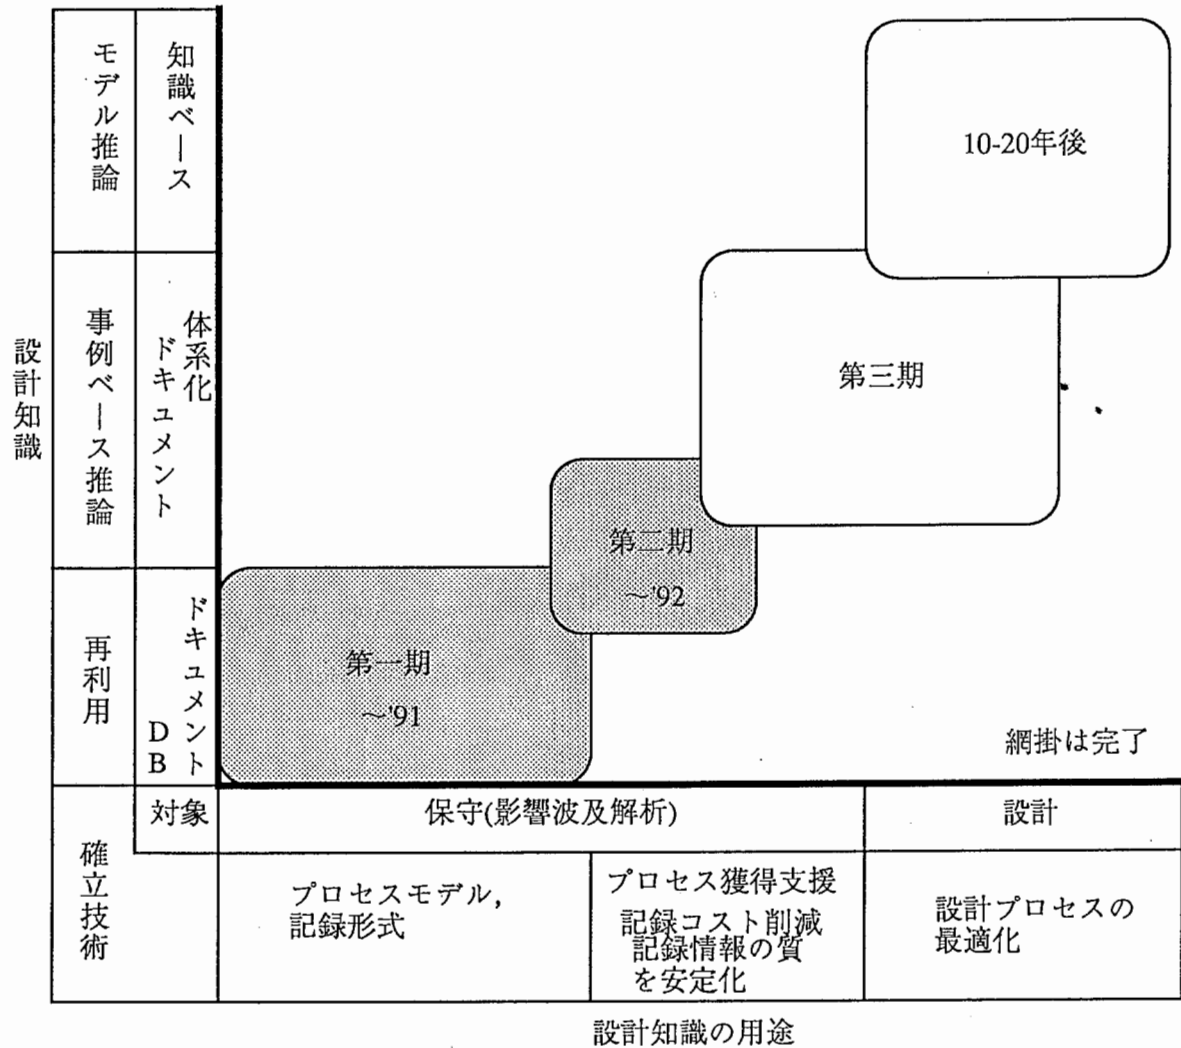 設計知識
モデル推論
知識ベース
事例ベース推論
体系化
ドキュメント
再利用
ドキュメント
DB
10-20年後
第三期
第二期
～'92
第一期
～'91
網掛は完了
対象
保守(影響波及解析)
設計
確立技術
プロセスモデル,
記録形式
プロセス獲得支援
記録コスト削減
記録情報の質
を安定化
設計プロセスの
最適化
設計知識の用途